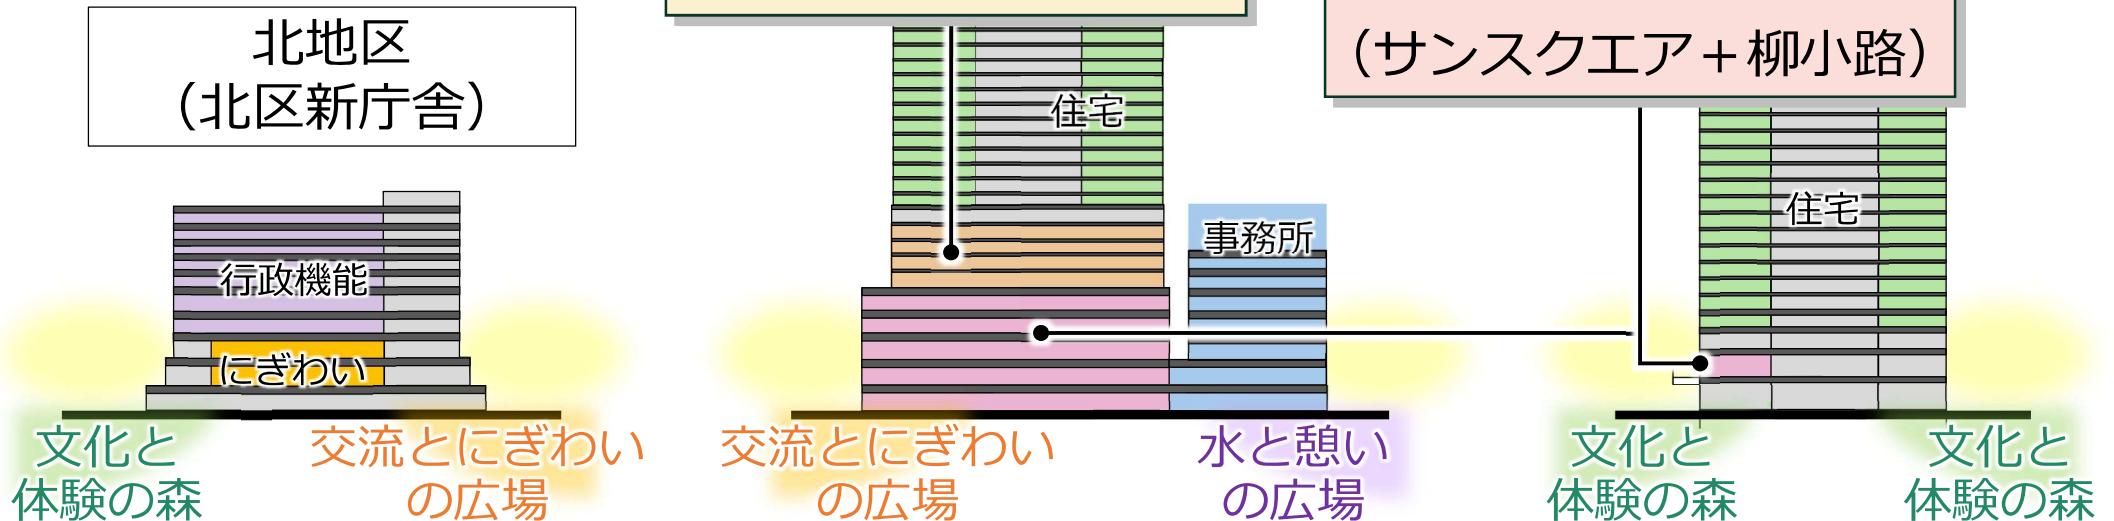 北地区
（北区新庁舎）
（サンスクエア＋柳小路）
住宅
住宅
事務所
行政機能
にぎわい
文化と
体験の森
交流とにぎわい
の広場
交流とにぎわい
の広場
水と憩い
の広場
文化と
体験の森
文化と
体験の森